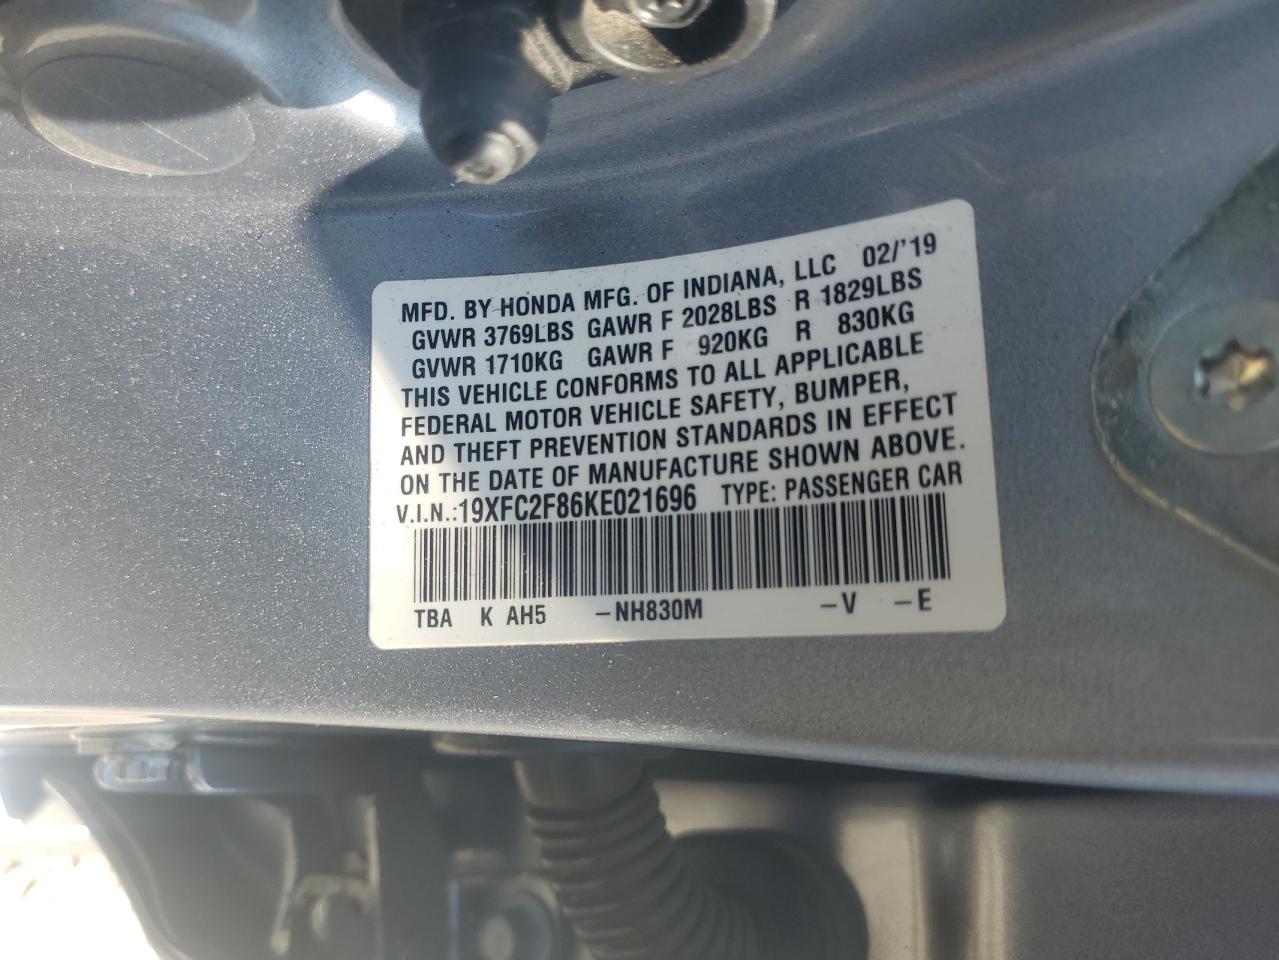 MFD. BY HONDA MFG. OF INDIANA, LLC 02/'19
GVWR 3769LBS GAWR F 2028LBS R 1829LBS
GVWR 1710KG GAWR F 920KG R 830KG
THIS VEHICLE CONFORMS TO ALL APPLICABLE
FEDERAL MOTOR VEHICLE SAFETY, BUMPER,
AND THEFT PREVENTION STANDARDS IN EFFECT
ON THE DATE OF MANUFACTURE SHOWN ABOVE.
V.I.N.:19XFC2F86KE021696 TYPE: PASSENGER CAR
TBA K AH5 -NH830M -V -E